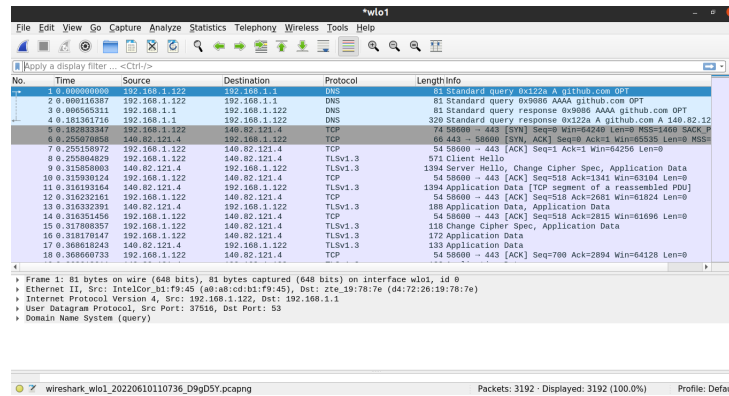 *wlo1
File Edit View Go Capture Analyze Statistics Telephony Wireless Tools Help
Apply a display filter ... <Ctrl-/>
No. Time Source Destination Protocol Length Info
1 0.000000000 192.168.1.122 192.168.1.1 DNS 81 Standard query 0x122a A github.com OPT
2 0.000116387 192.168.1.122 192.168.1.1 DNS 81 Standard query 0x9086 AAAA github.com OPT
3 0.006565311 192.168.1.1 192.168.1.122 DNS 81 Standard query response 0x9086 AAAA github.com OPT
4 0.181361716 192.168.1.1 192.168.1.122 DNS 320 Standard query response 0x122a A github.com A 140.82.12
5 0.182833347 192.168.1.122 140.82.121.4 TCP 74 58600 → 443 [SYN] Seq=0 Win=64240 Len=0 MSS=1460 SACK_P
6 0.255070858 140.82.121.4 192.168.1.122 TCP 66 443 → 58600 [SYN, ACK] Seq=0 Ack=1 Win=65535 Len=0 MSS=
7 0.255158972 192.168.1.122 140.82.121.4 TCP 54 58600 → 443 [ACK] Seq=1 Ack=1 Win=64256 Len=0
8 0.255804829 192.168.1.122 140.82.121.4 TLSv1.3 571 Client Hello
9 0.315858003 140.82.121.4 192.168.1.122 TLSv1.3 1394 Server Hello, Change Cipher Spec, Application Data
10 0.315930124 192.168.1.122 140.82.121.4 TCP 54 58600 → 443 [ACK] Seq=518 Ack=1341 Win=63104 Len=0
11 0.316193164 140.82.121.4 192.168.1.122 TLSv1.3 1394 Application Data [TCP segment of a reassembled PDU]
12 0.316232161 192.168.1.122 140.82.121.4 TCP 54 58600 → 443 [ACK] Seq=518 Ack=2681 Win=61824 Len=0
13 0.316332391 140.82.121.4 192.168.1.122 TLSv1.3 188 Application Data, Application Data
14 0.316351456 192.168.1.122 140.82.121.4 TCP 54 58600 → 443 [ACK] Seq=518 Ack=2815 Win=61696 Len=0
15 0.317808357 192.168.1.122 140.82.121.4 TLSv1.3 118 Change Cipher Spec, Application Data
16 0.318170147 192.168.1.122 140.82.121.4 TLSv1.3 172 Application Data
17 0.368618243 140.82.121.4 192.168.1.122 TLSv1.3 133 Application Data
18 0.368660733 192.168.1.122 140.82.121.4 TCP 54 58600 → 443 [ACK] Seq=700 Ack=2894 Win=64128 Len=0
Frame 1: 81 bytes on wire (648 bits), 81 bytes captured (648 bits) on interface wlo1, id 0
Ethernet II, Src: IntelCor_b1:f9:45 (a0:a8:cd:b1:f9:45), Dst: zte_19:78:7e (d4:72:26:19:78:7e)
Internet Protocol Version 4, Src: 192.168.1.122, Dst: 192.168.1.1
User Datagram Protocol, Src Port: 37516, Dst Port: 53
Domain Name System (query)
wireshark_wlo1_20220610110736_D9gD5Y.pcapng Packets: 3192 · Displayed: 3192 (100.0%) Profile: Defau